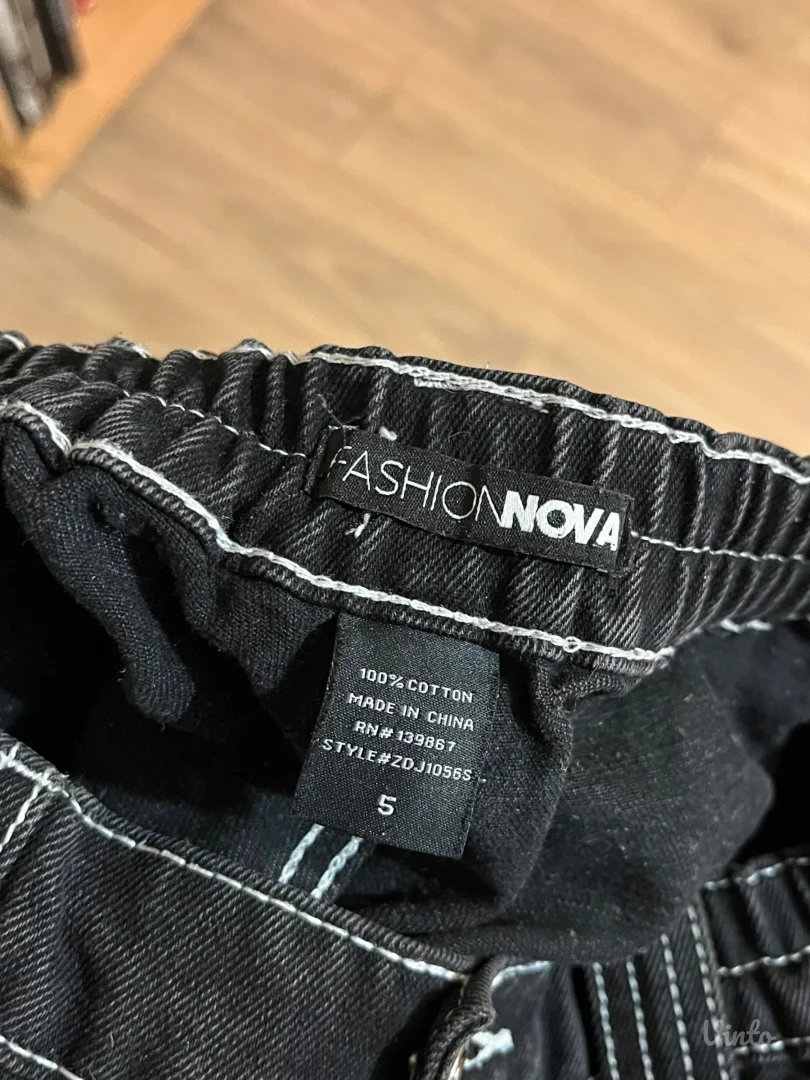 FASHIONNOVA
100% COTTON
MADE IN CHINA
RN# 139867
STYLE#ZDJ1056S
5
Vinted